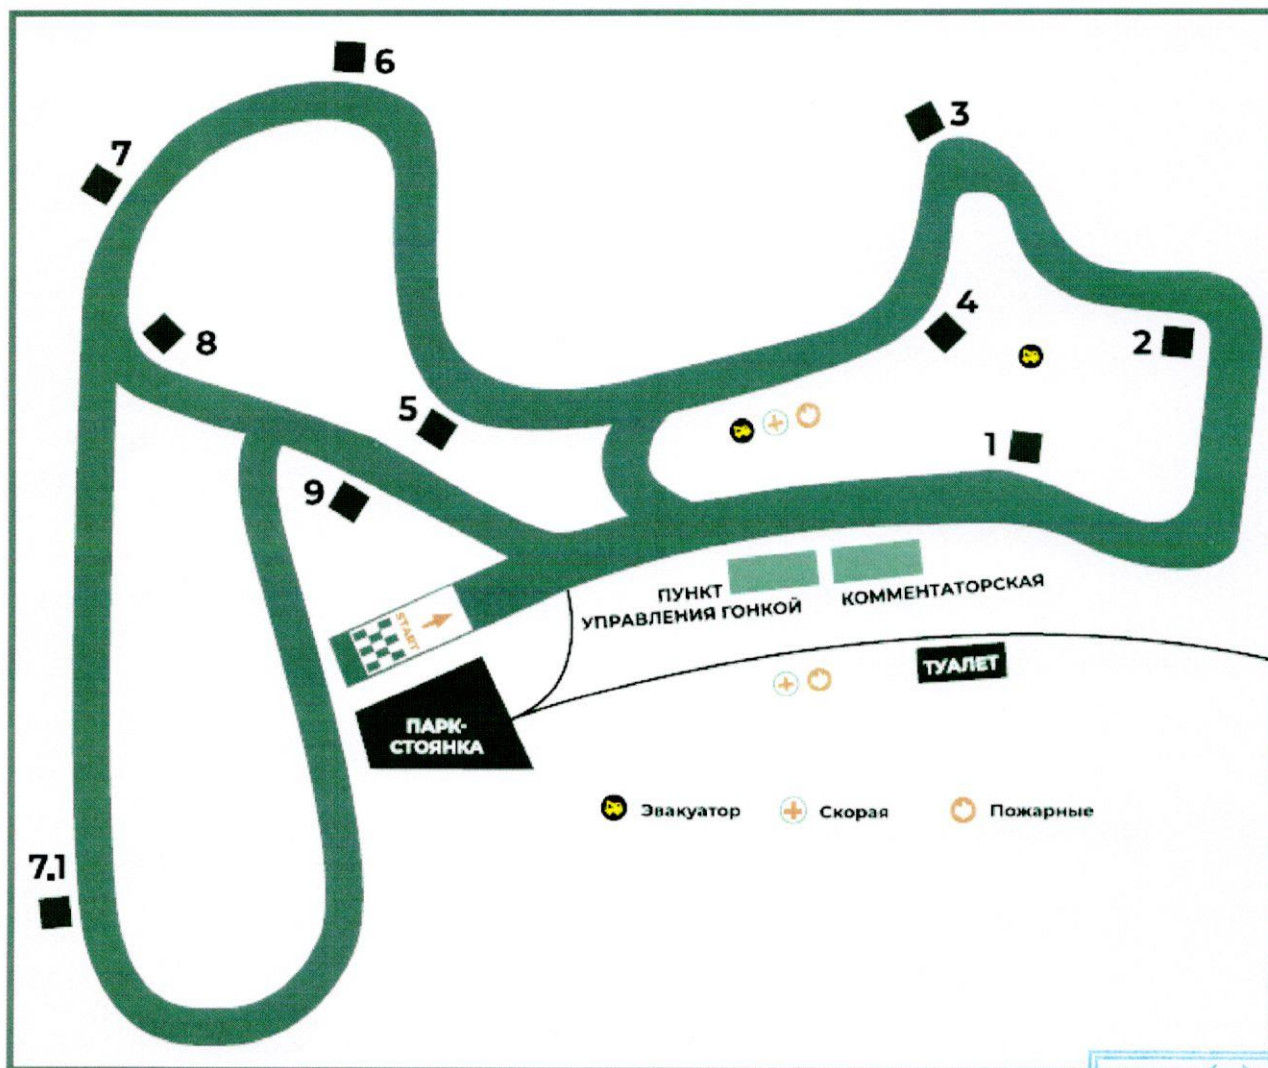 6
3
7
4
2
8
5
1
9
START
ПУНКТ
УПРАВЛЕНИЯ ГОНКОЙ
КОММЕНТАТОРСКАЯ
ТУАЛЕТ
ПАРК-
СТОЯНКА
Эвакуатор
Скорая
Пожарные
7.1